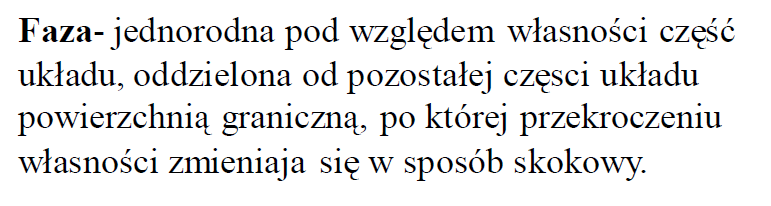 Faza- jednorodna pod względem własności część
układu, oddzielona od pozostałej częsci układu
powierzchnią graniczną, po której przekroczeniu
własności zmieniaja się w sposób skokowy.